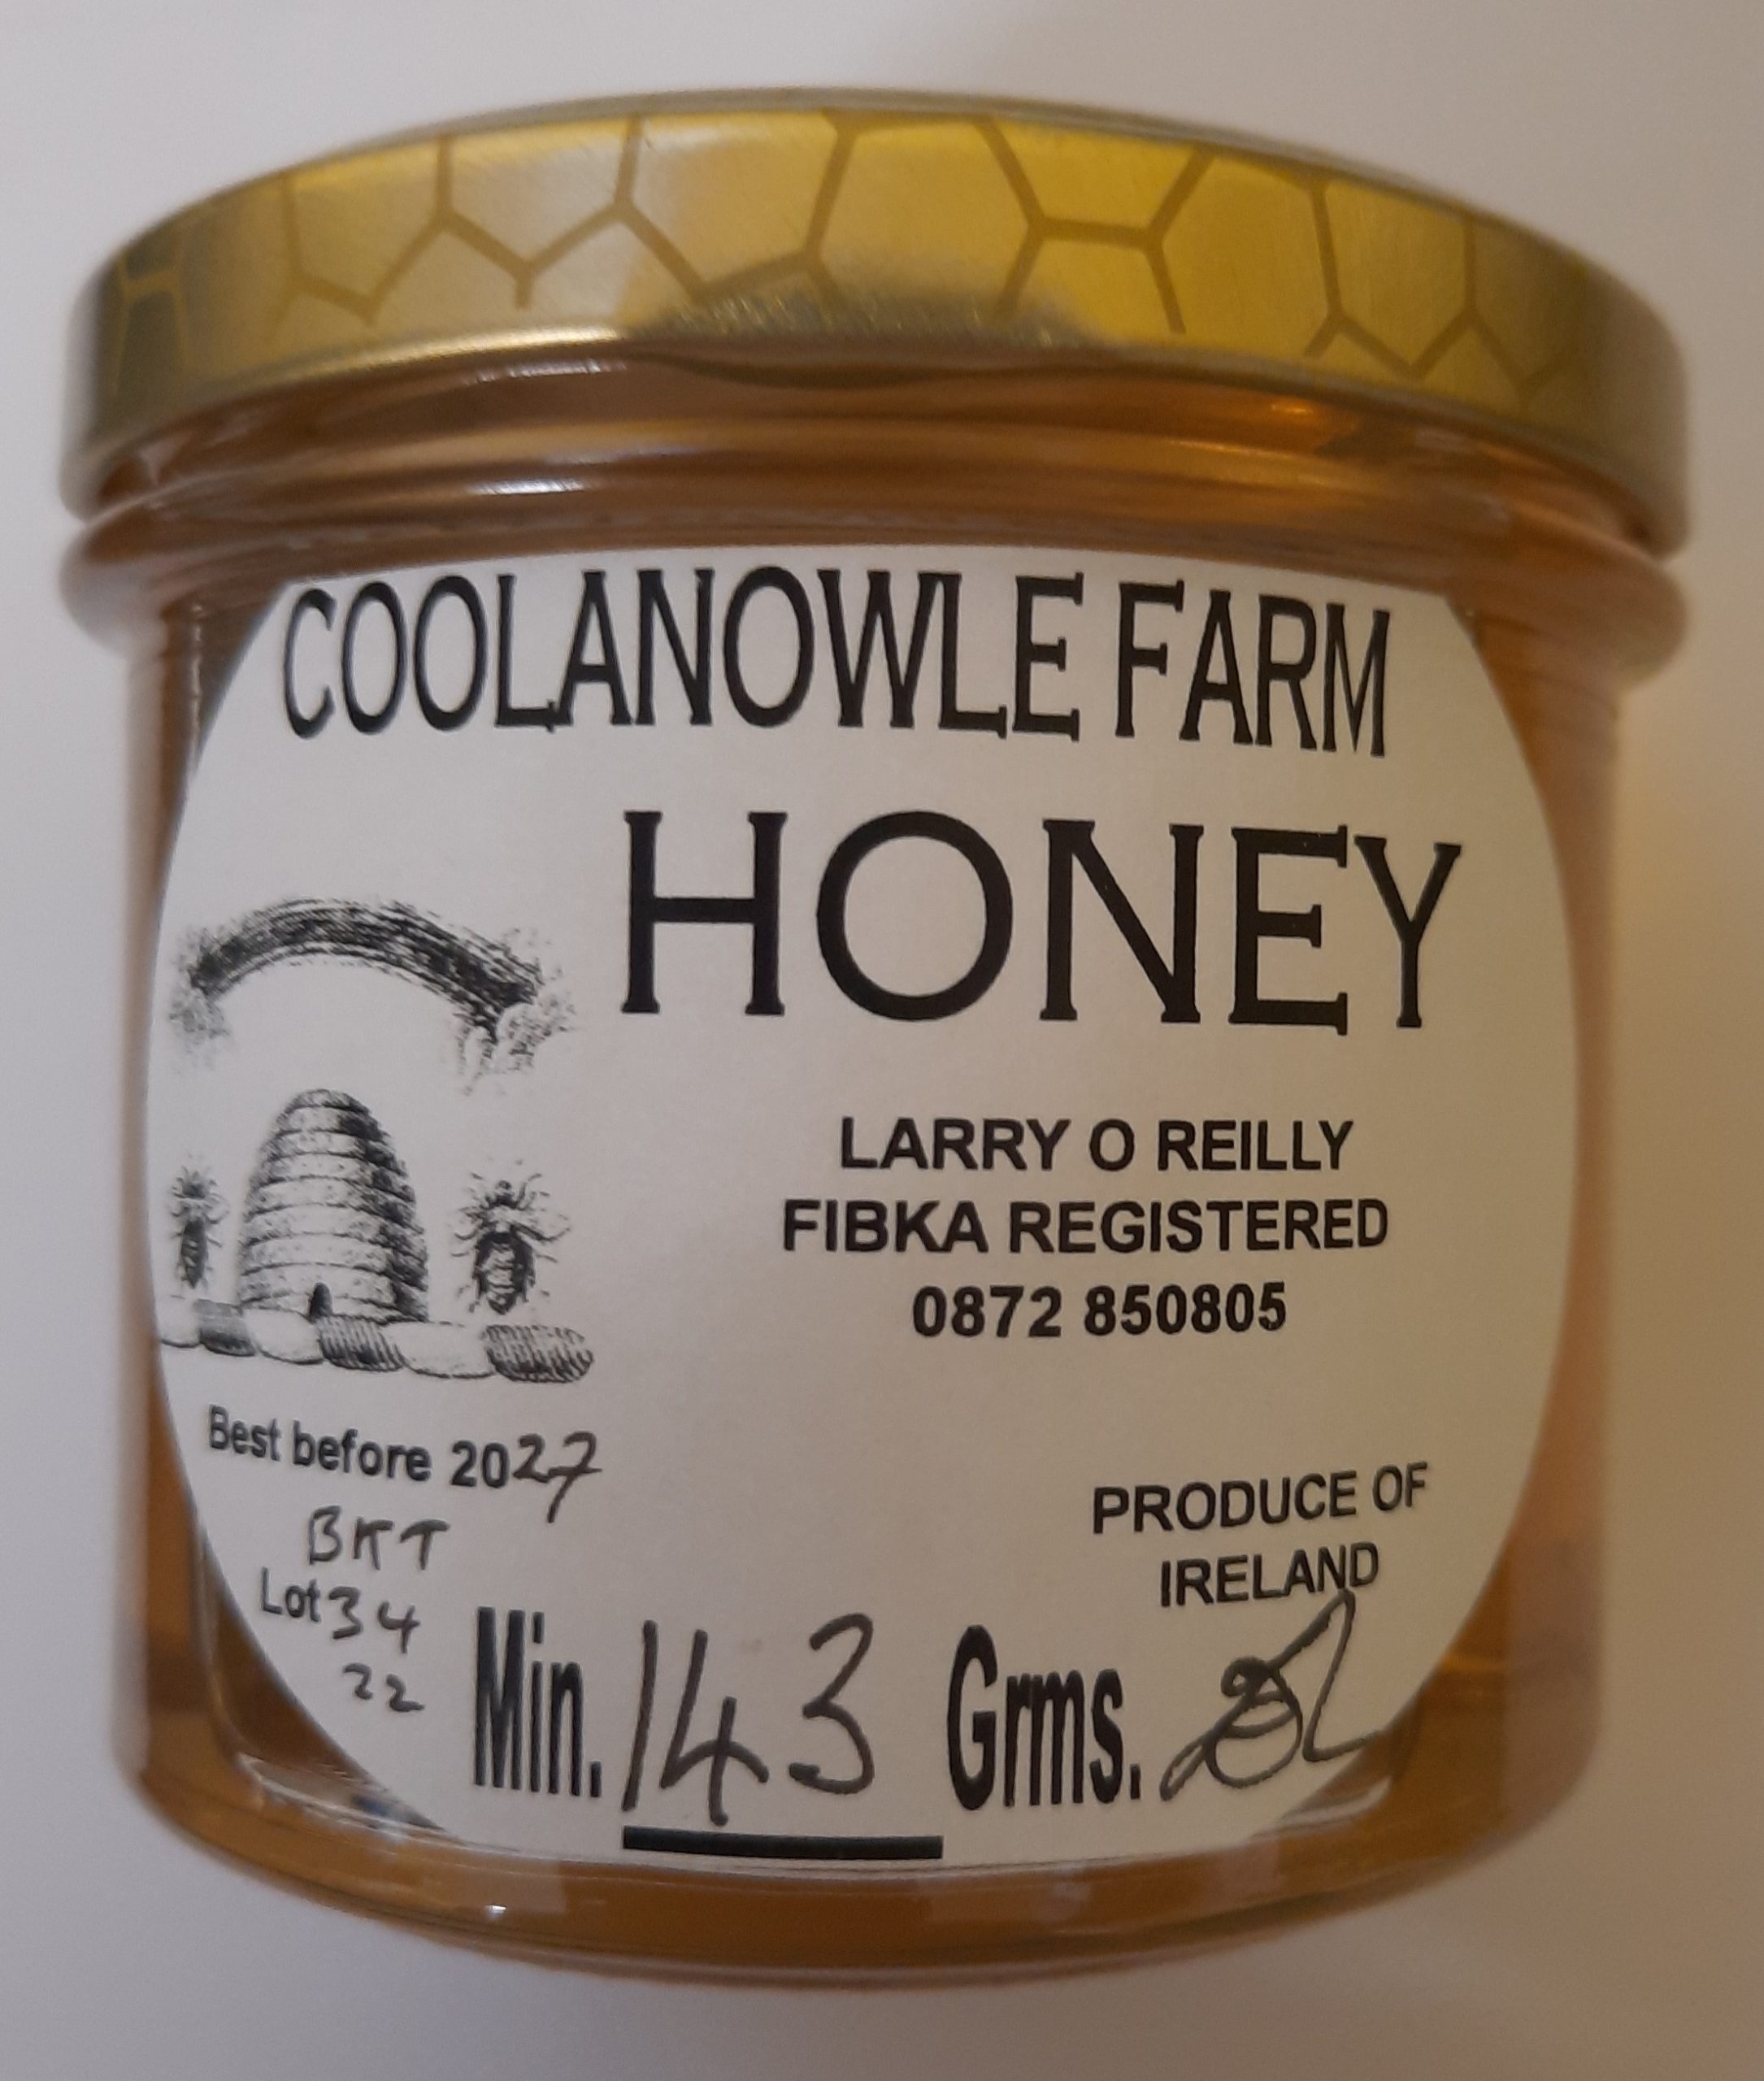 COOLANOWLE FARM
HONEY
LARRY O REILLY
FIBKA REGISTERED
0872 850805
Best before 2027
BKT
Lot 34
22
PRODUCE OF
IRELAND
Min. 143 Grms.